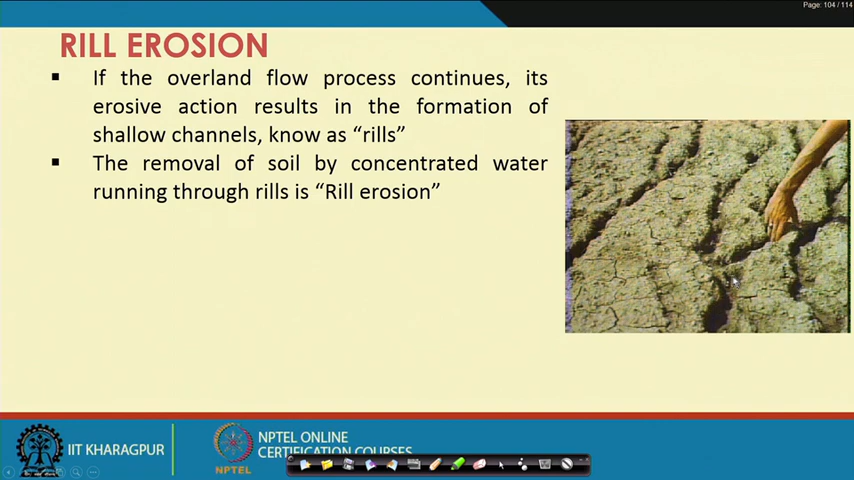 Page: 104 / 114
RILL EROSION
▪ If the overland flow process continues, its
erosive action results in the formation of
shallow channels, know as “rills”
▪ The removal of soil by concentrated water
running through rills is “Rill erosion”
IIT KHARAGPUR
NPTEL
NPTEL ONLINE
CERTIFICATION COURSES